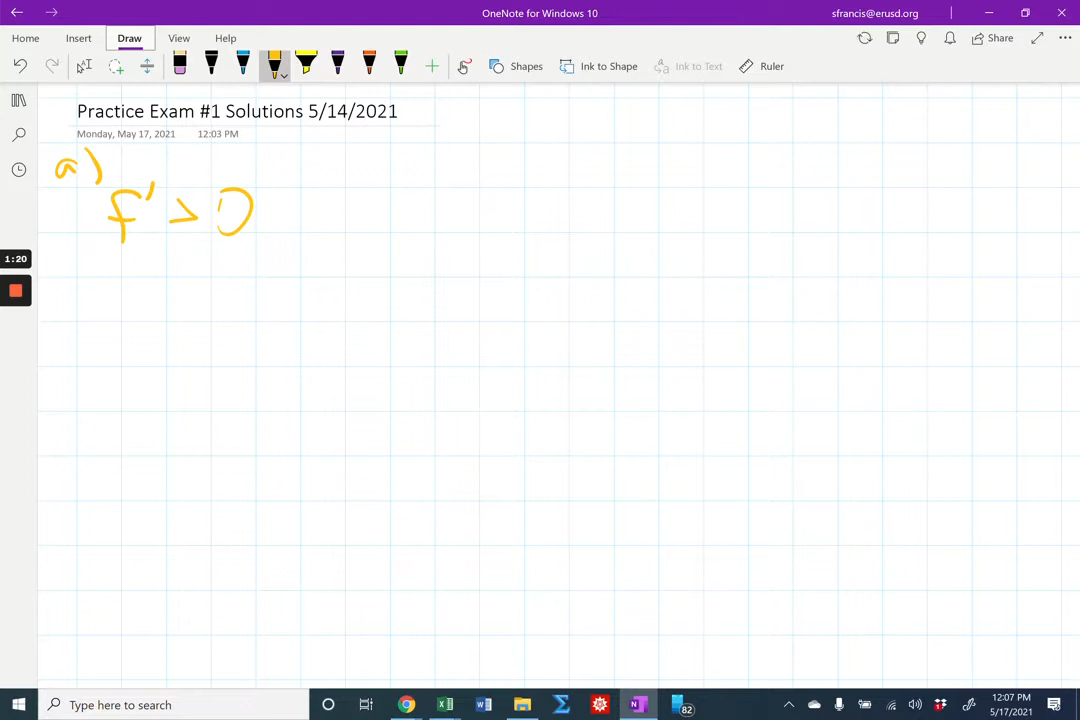 OneNote for Windows 10
sfrancis@erusd.org
Home Insert Draw View Help
Share
Shapes
Ink to Shape
Ink to Text
Ruler
Practice Exam #1 Solutions 5/14/2021
Monday, May 17, 2021 12:03 PM
a)
f' > 0
1:20
Type here to search
82
12:07 PM
5/17/2021